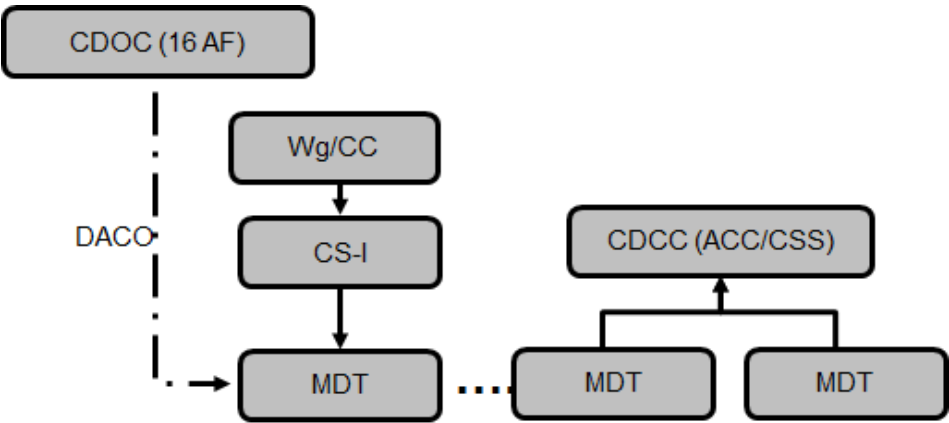 CDOC (16 AF)
Wg/CC
DACO
CS-I
CDCC (ACC/CSS)
MDT
....
MDT
MDT